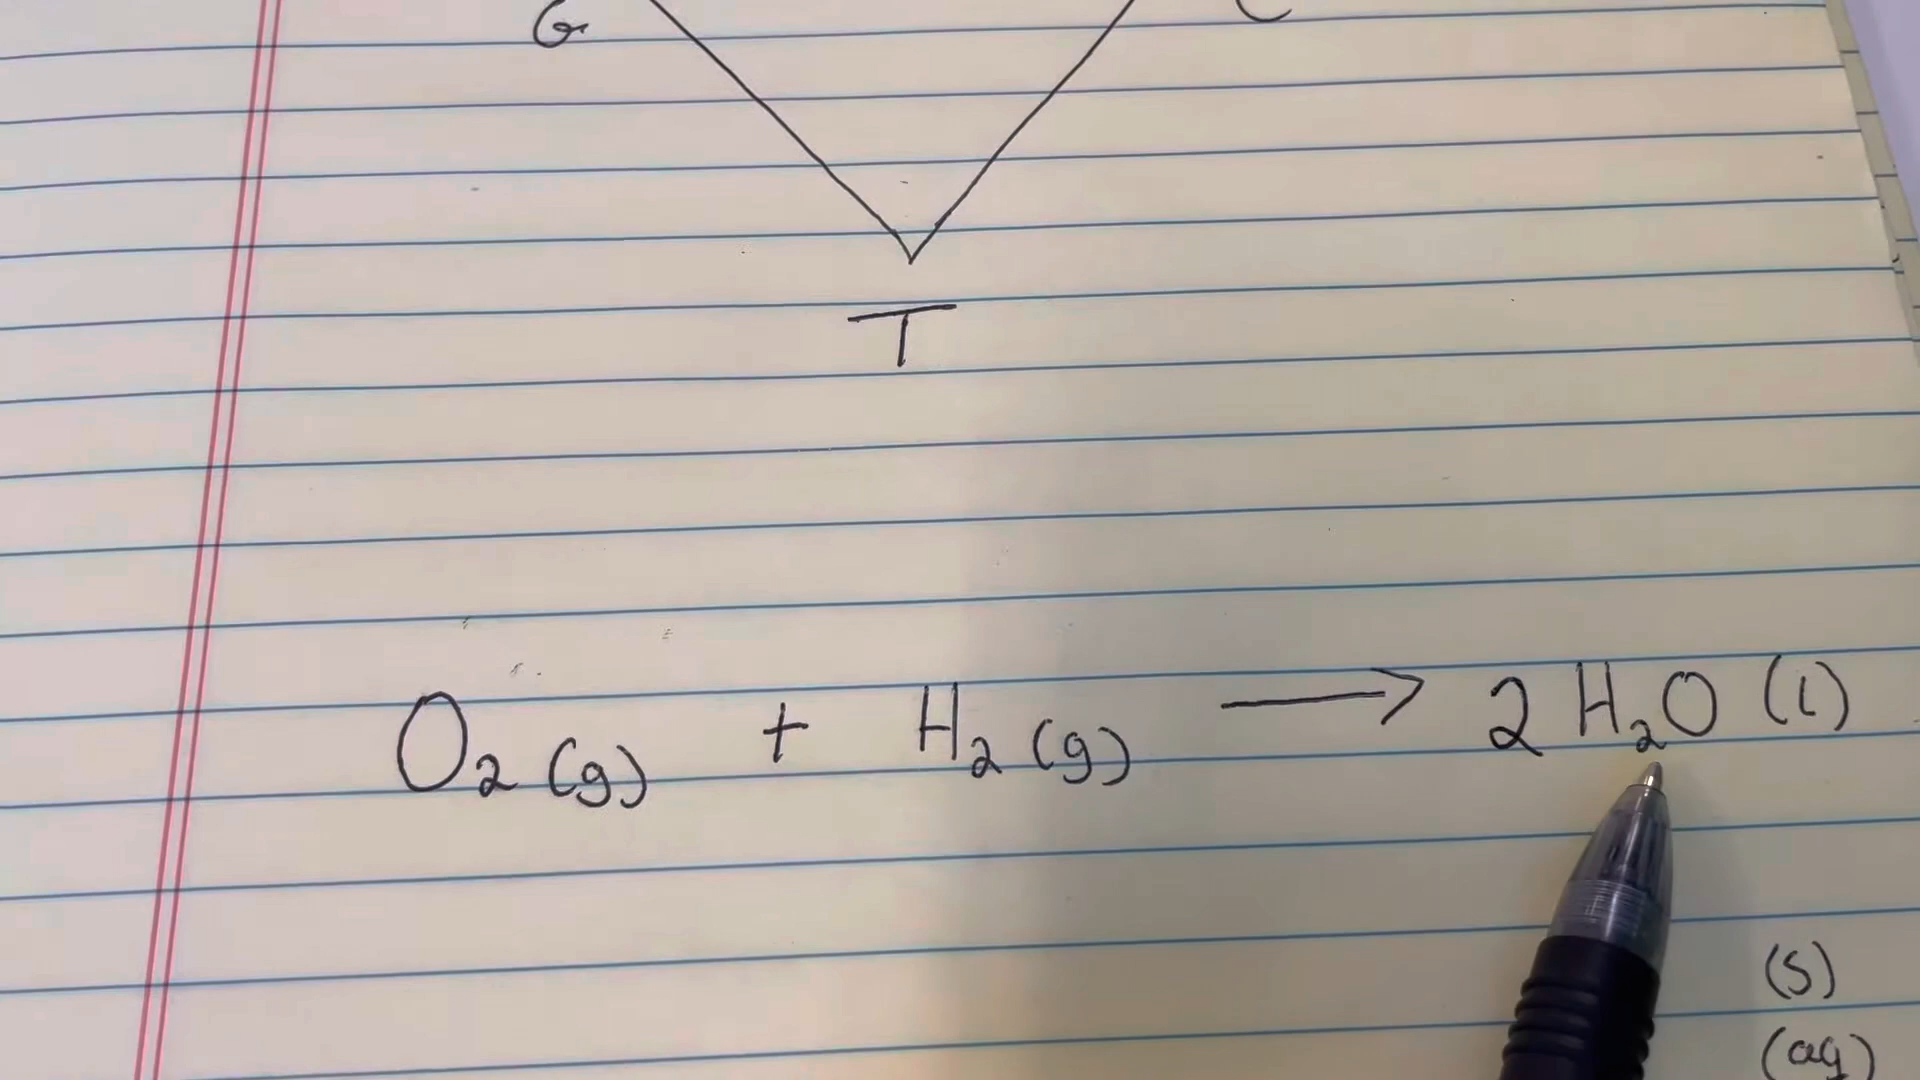 G
T
O₂ (g) + H₂ (g) → 2 H₂O (l)
(s)
(aq)